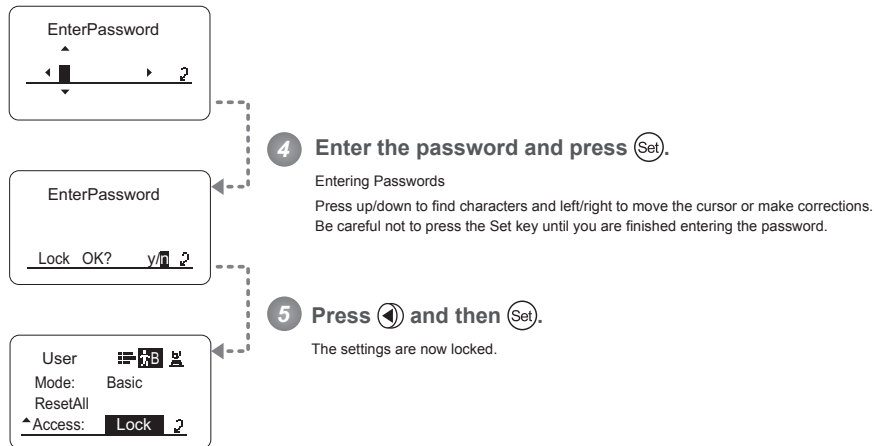 EnterPassword
4 Enter the password and press Set.
Entering Passwords
Press up/down to find characters and left/right to move the cursor or make corrections.
Be careful not to press the Set key until you are finished entering the password.
EnterPassword
Lock OK? y/n
5 Press and then Set.
The settings are now locked.
User B
Mode: Basic
ResetAll
Access: Lock